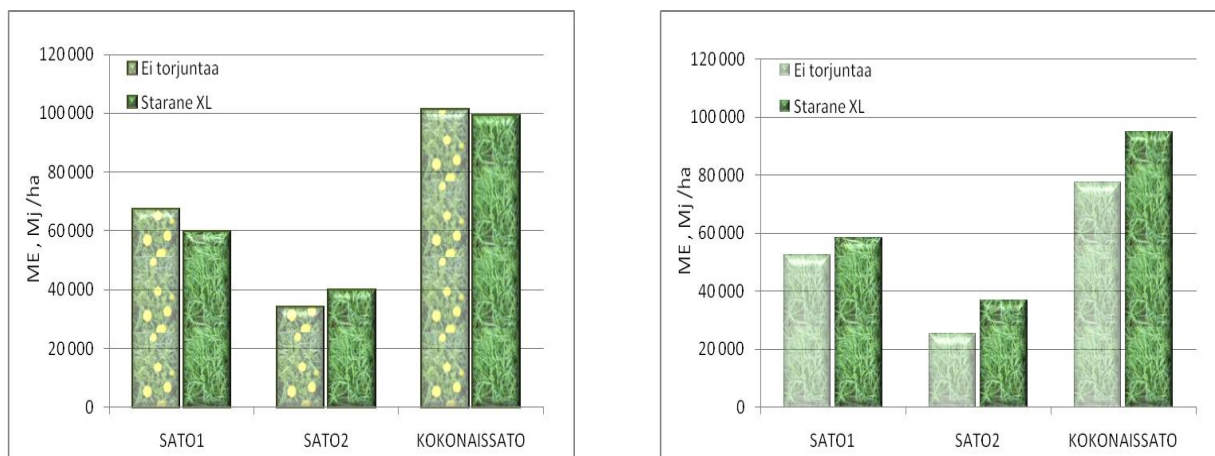 120 000
100 000
80 000
60 000
40 000
20 000
0
ME , Mj /ha
Ei torjuntaa
Starane XL
SATO1 SATO2 KOKONAISSATO
120 000
100 000
80 000
60 000
40 000
20 000
0
ME , Mj /ha
Ei torjuntaa
Starane XL
SATO1 SATO2 KOKONAISSATO